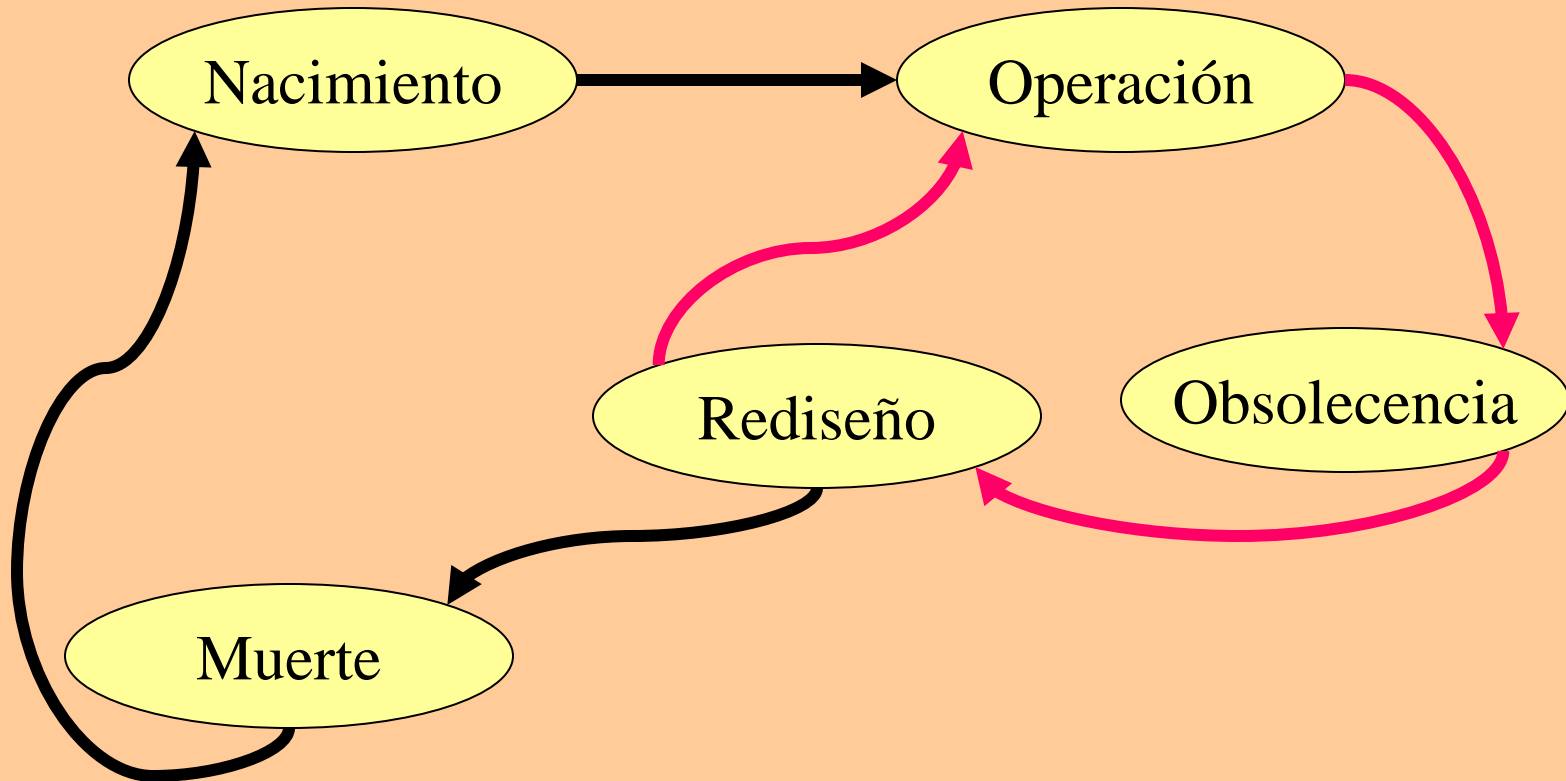 Nacimiento
Operación
Rediseño
Obsolecencia
Muerte